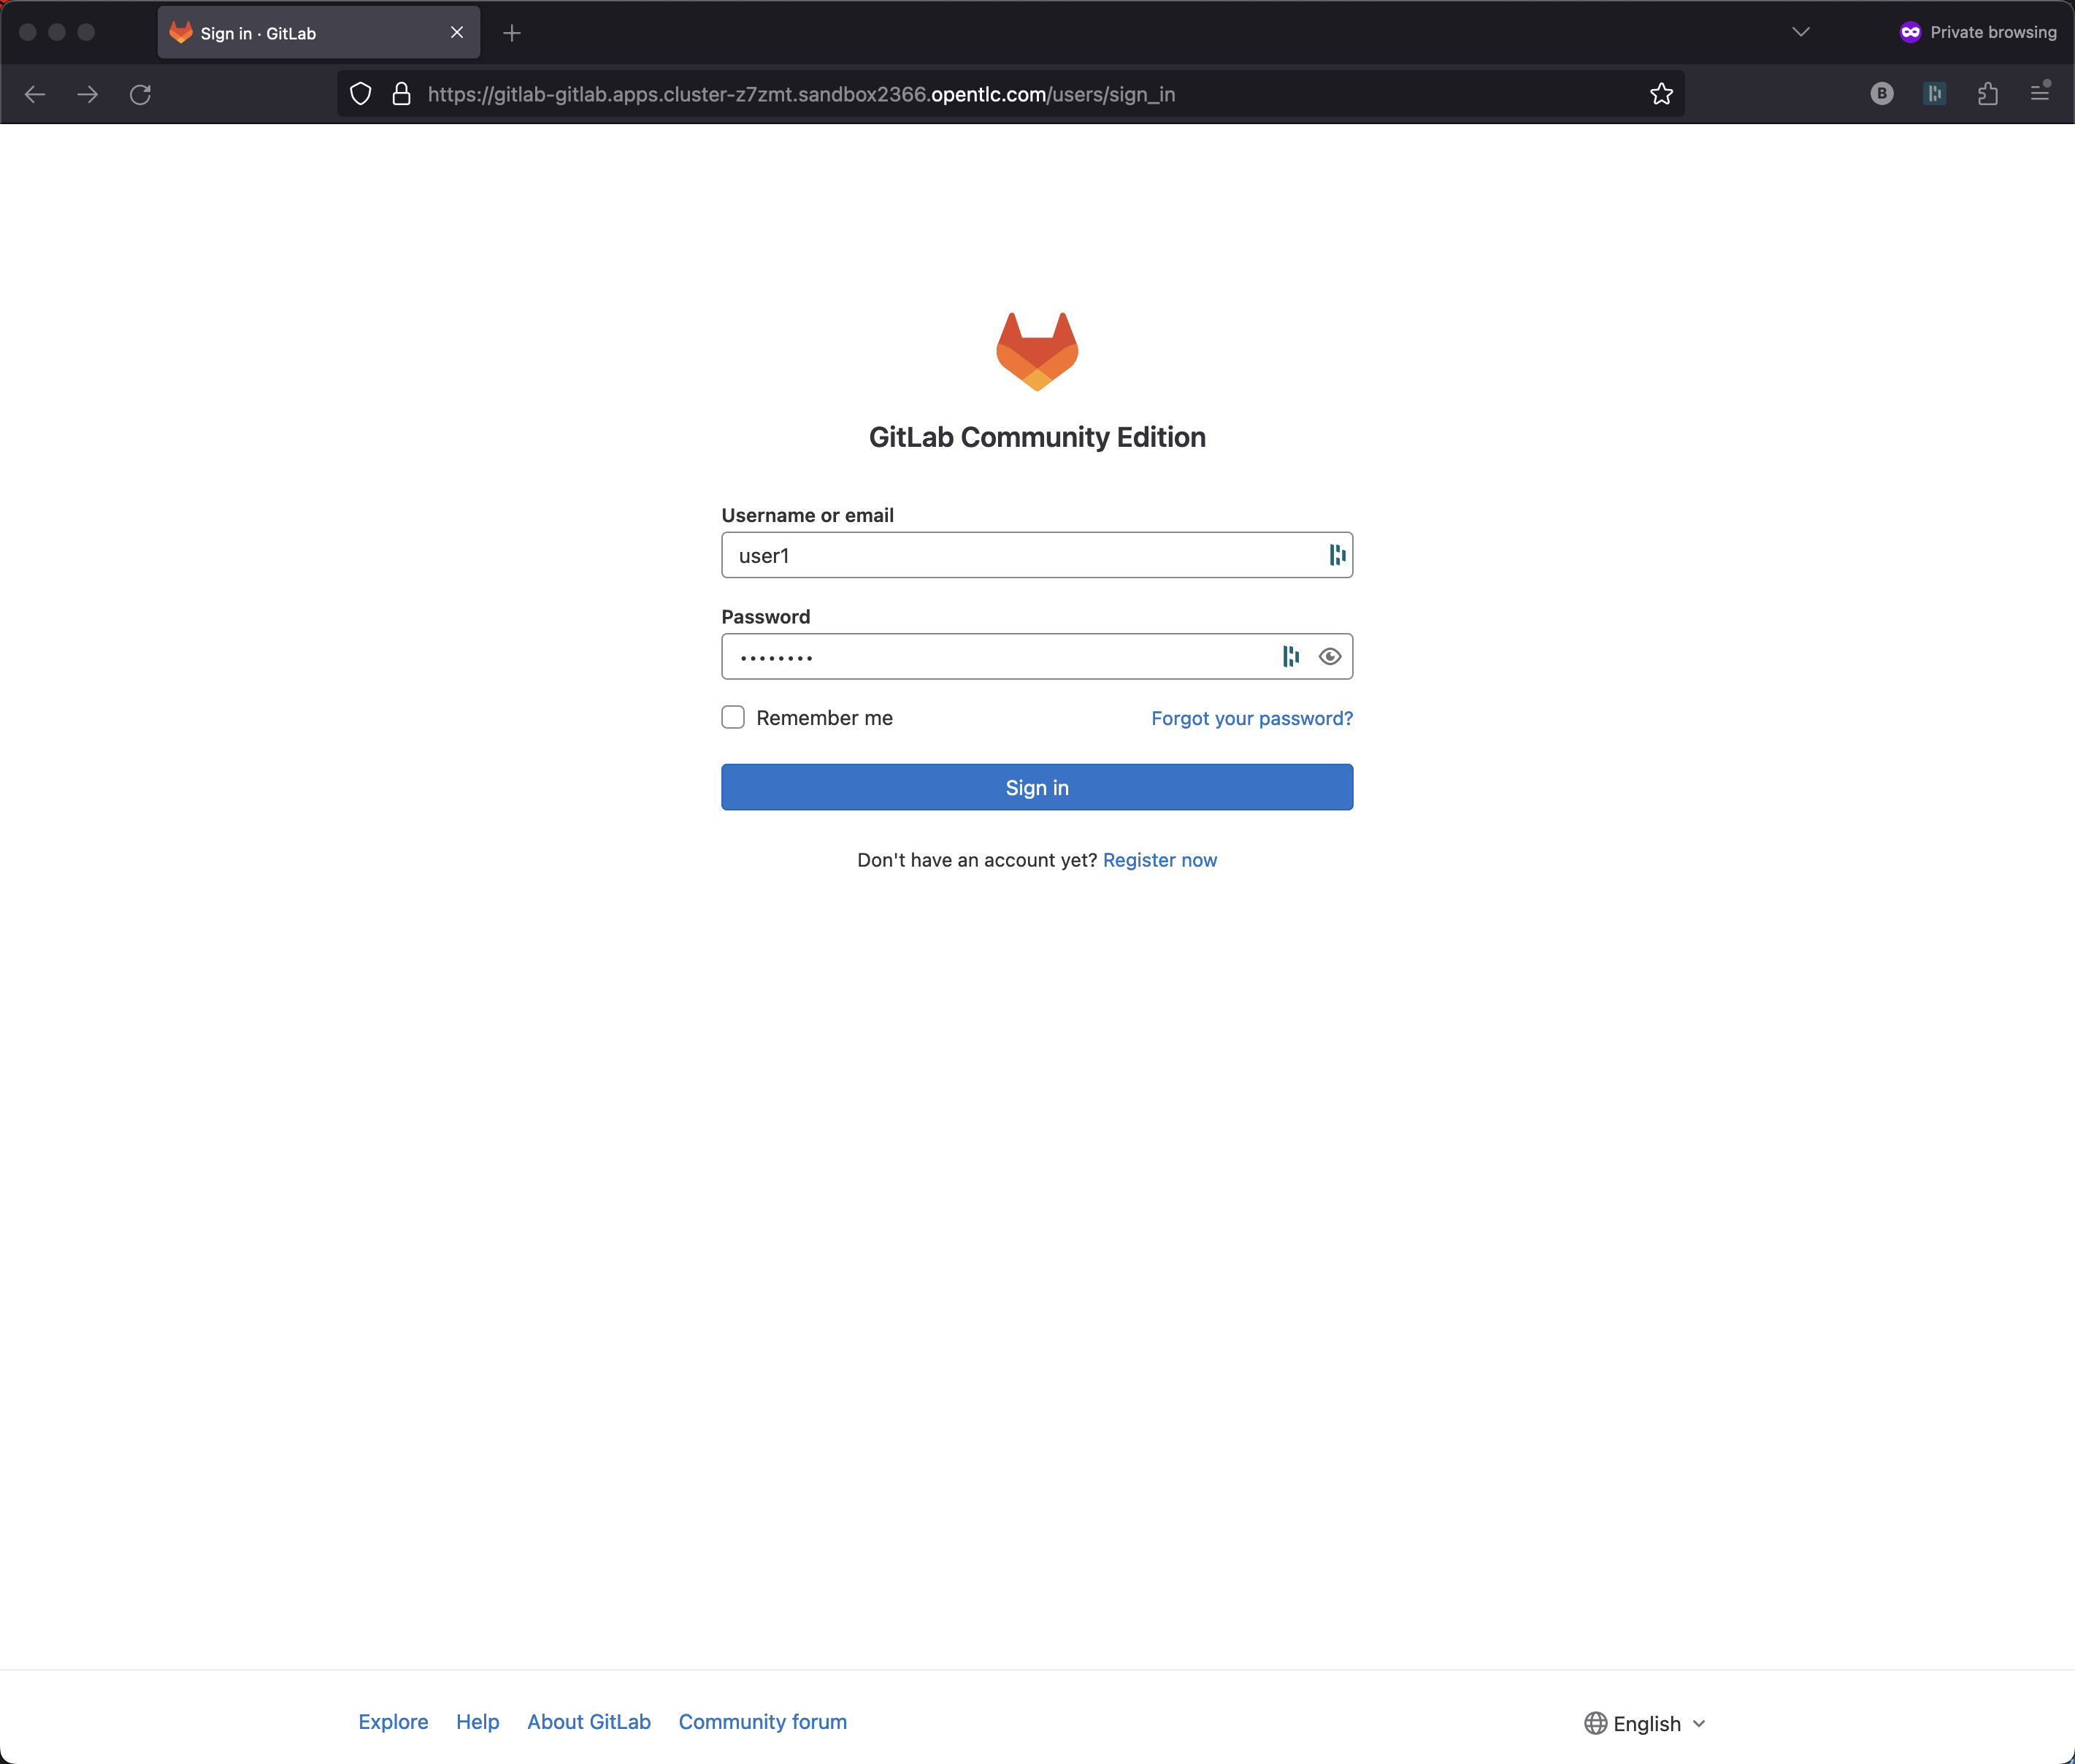 Sign in · GitLab
Private browsing
https://gitlab-gitlab.apps.cluster-z7zmt.sandbox2366.opentlc.com/users/sign_in
B
GitLab Community Edition
Username or email
user1
Password
••••••••
Remember me
Forgot your password?
Sign in
Don't have an account yet? Register now
Explore Help About GitLab Community forum
English